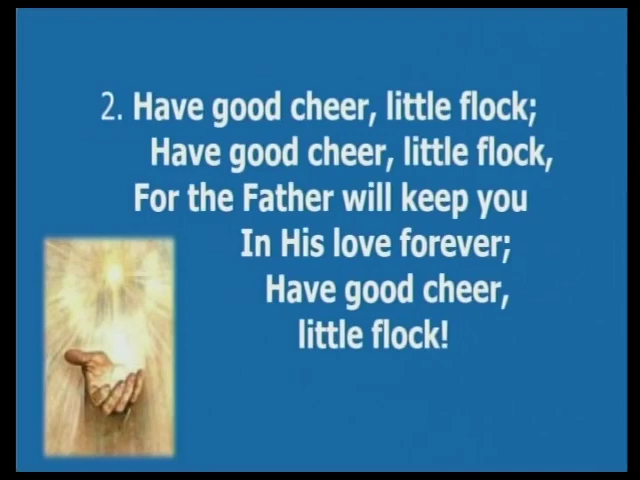 2. Have good cheer, little flock;
Have good cheer, little flock,
For the Father will keep you
In His love forever;
Have good cheer,
little flock!